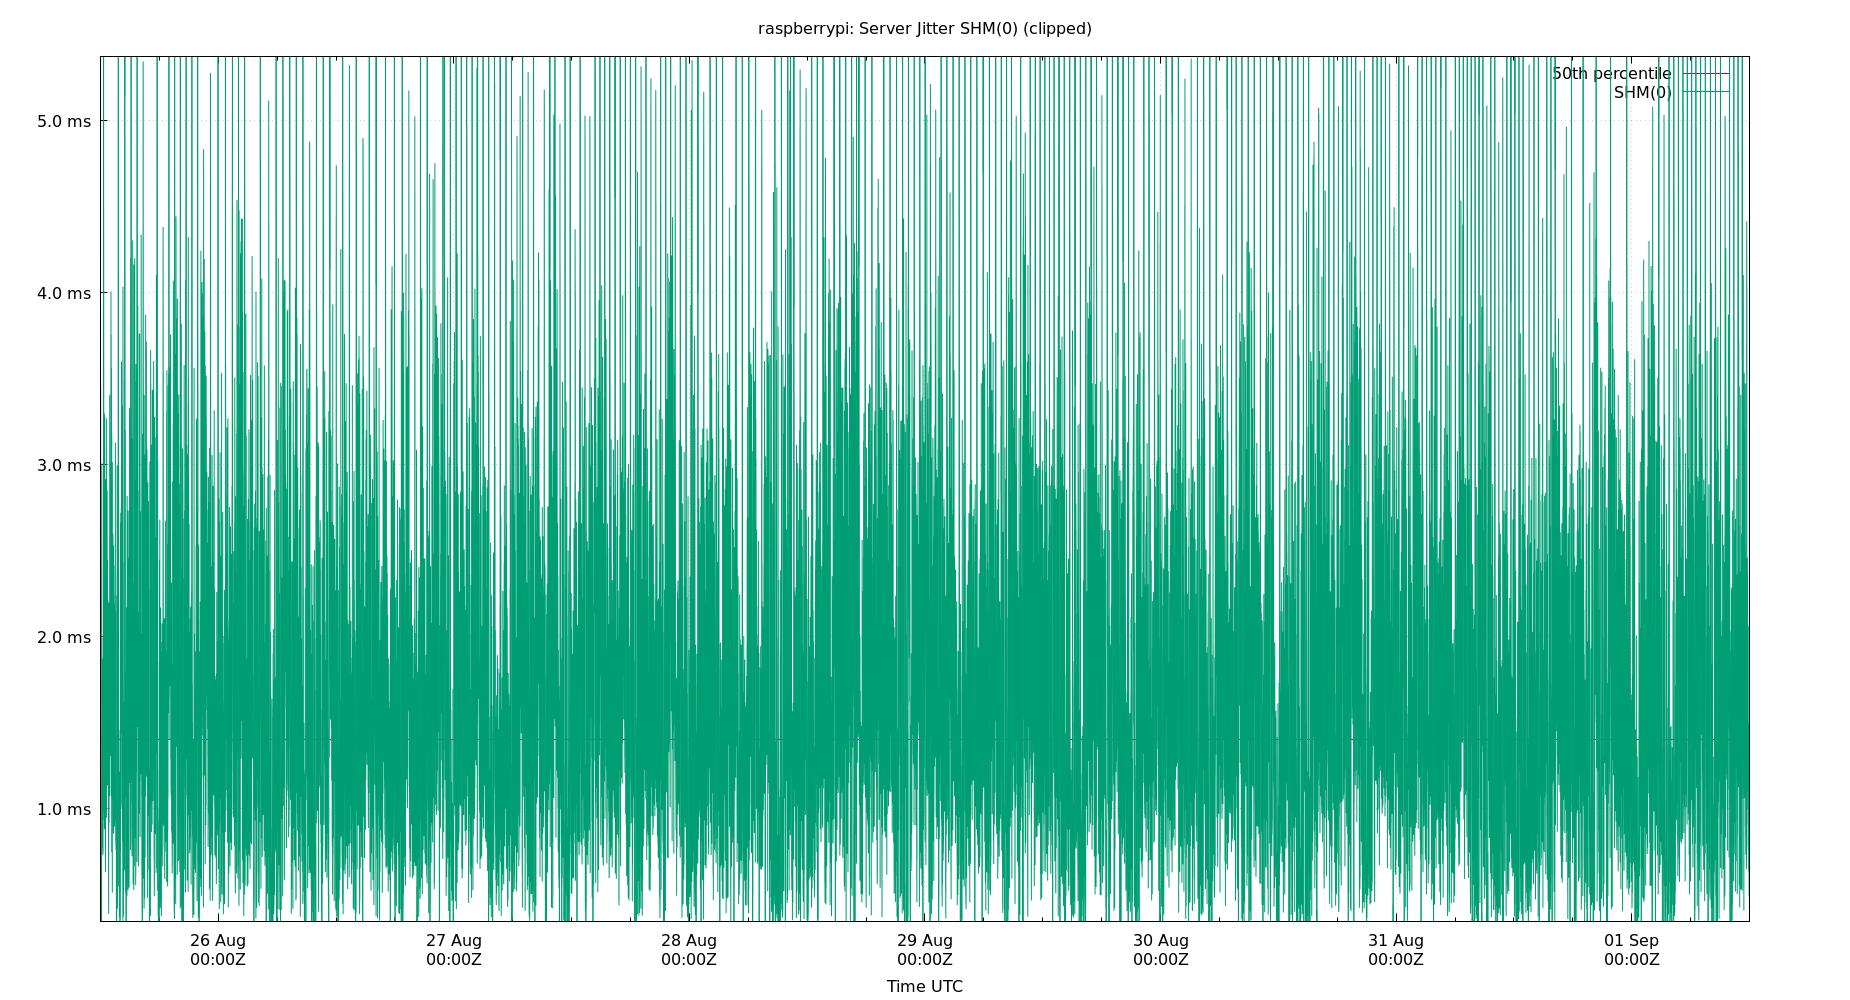 raspberrypi: Server Jitter SHM(0) (clipped)
50th percentile
SHM(0)
5.0 ms
4.0 ms
3.0 ms
2.0 ms
1.0 ms
26 Aug
00:00Z
27 Aug
00:00Z
28 Aug
00:00Z
29 Aug
00:00Z
30 Aug
00:00Z
31 Aug
00:00Z
01 Sep
00:00Z
Time UTC